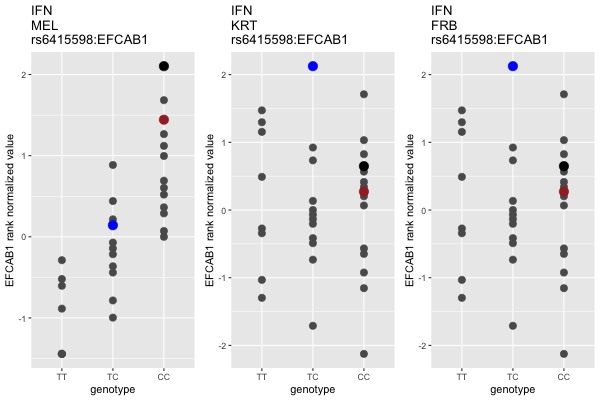 IFN
MEL
rs6415598:EFCAB1
EFCAB1 rank normalized value
2
1
0
-1
TT
TC
CC
genotype
IFN
KRT
rs6415598:EFCAB1
EFCAB1 rank normalized value
2
1
0
-1
-2
TT
TC
CC
genotype
IFN
FRB
rs6415598:EFCAB1
EFCAB1 rank normalized value
2
1
0
-1
-2
TT
TC
CC
genotype